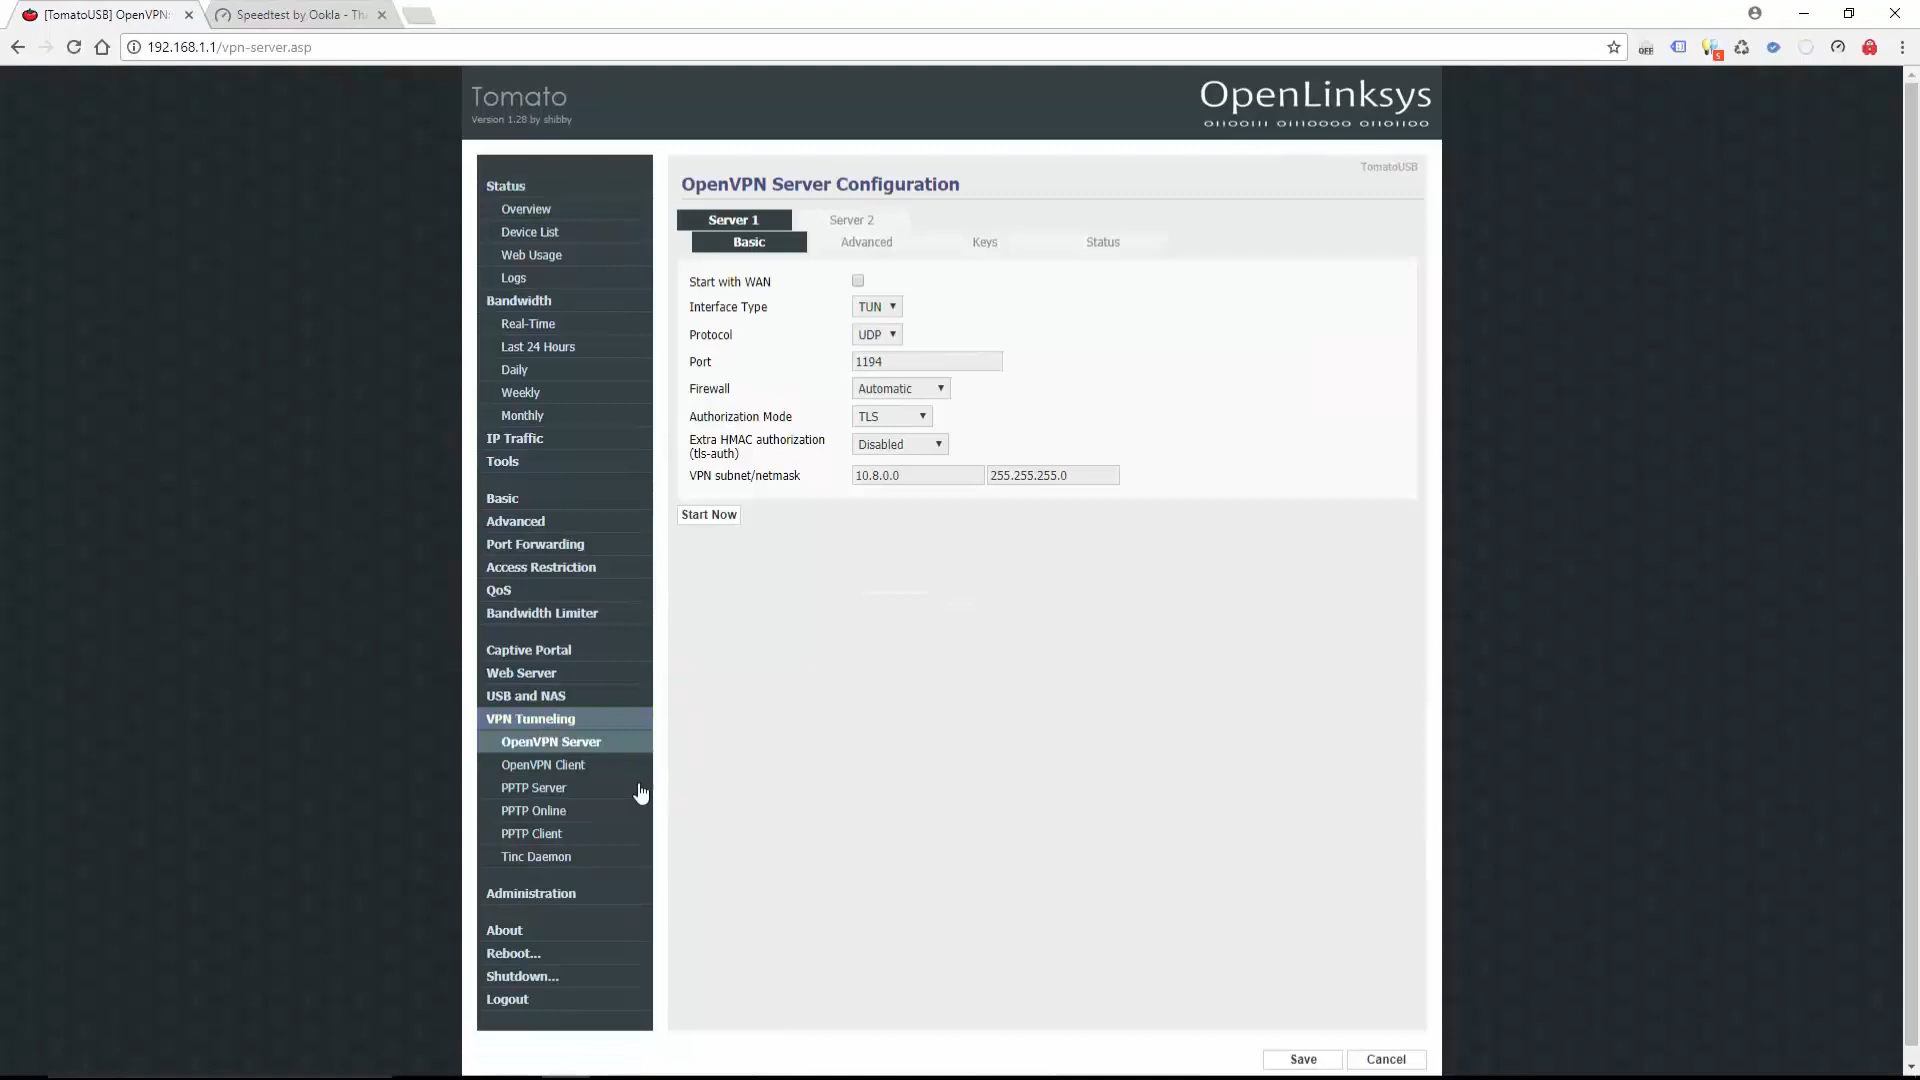 [TomatoUSB] OpenVPN:
Speedtest by Ookla - Th
192.168.1.1/vpn-server.asp
OFF
5
Tomato
Version 1.28 by shibby
OpenLinksys
01100111 01110000 01101100
TomatoUSB
Status
Overview
Device List
Web Usage
Logs
Bandwidth
Real-Time
Last 24 Hours
Daily
Weekly
Monthly
IP Traffic
Tools
Basic
Advanced
Port Forwarding
Access Restriction
QoS
Bandwidth Limiter
Captive Portal
Web Server
USB and NAS
VPN Tunneling
OpenVPN Server
OpenVPN Client
PPTP Server
PPTP Online
PPTP Client
Tinc Daemon
Administration
About
Reboot...
Shutdown...
Logout
OpenVPN Server Configuration
Server 1 Server 2
Basic Advanced Keys Status
Start with WAN
Interface Type TUN
Protocol UDP
Port 1194
Firewall Automatic
Authorization Mode TLS
Extra HMAC authorization
(tls-auth) Disabled
VPN subnet/netmask 10.8.0.0 255.255.255.0
Start Now
Save Cancel